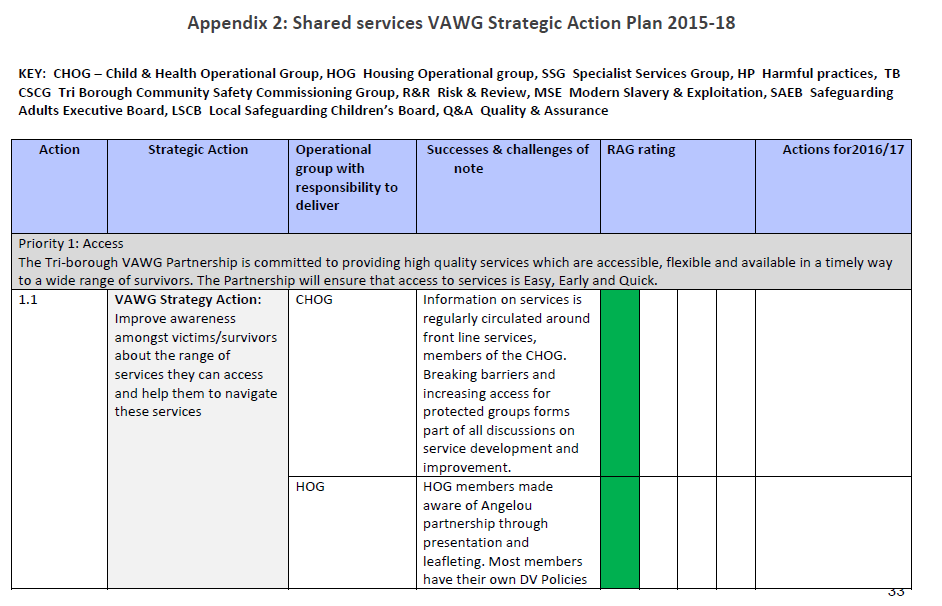 Appendix 2: Shared services VAWG Strategic Action Plan 2015-18
KEY: CHOG – Child & Health Operational Group, HOG Housing Operational group, SSG Specialist Services Group, HP Harmful practices, TB
CSCG Tri Borough Community Safety Commissioning Group, R&R Risk & Review, MSE Modern Slavery & Exploitation, SAEB Safeguarding
Adults Executive Board, LSCB Local Safeguarding Children's Board, Q&A Quality & Assurance
Action
Strategic Action
Operational
group with
responsibility to
deliver
Successes & challenges of
note
RAG rating
Actions for2016/17
Priority 1: Access
The Tri-borough VAWG Partnership is committed to providing high quality services which are accessible, flexible and available in a timely way
to a wide range of survivors. The Partnership will ensure that access to services is Easy, Early and Quick.
1.1
VAWG Strategy Action:
Improve awareness
amongst victims/survivors
about the range of
services they can access
and help them to navigate
these services
CHOG
Information on services is
regularly circulated around
front line services,
members of the CHOG.
Breaking barriers and
increasing access for
protected groups forms
part of all discussions on
service development and
improvement.
HOG
HOG members made
aware of Angelou
partnership through
presentation and
leafleting. Most members
have their own DV Policies
33